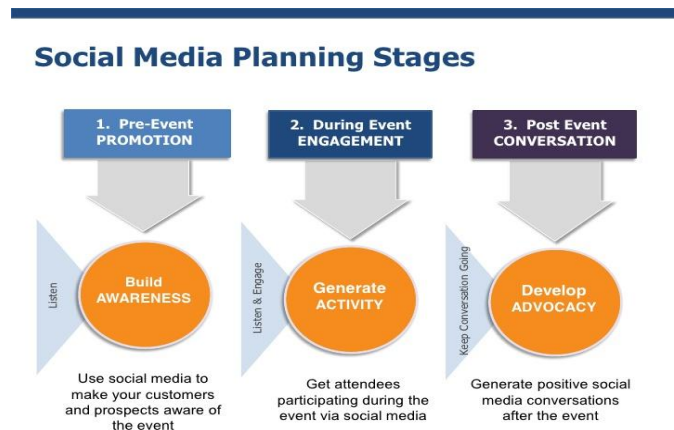 Social Media Planning Stages
1. Pre-Event
PROMOTION
2. During Event
ENGAGEMENT
3. Post Event
CONVERSATION
Listen
Build
AWARENESS
Listen & Engage
Generate
ACTIVITY
Keep Conversation Going
Develop
ADVOCACY
Use social media to
make your customers
and prospects aware of
the event
Get attendees
participating during the
event via social media
Generate positive social
media conversations
after the event